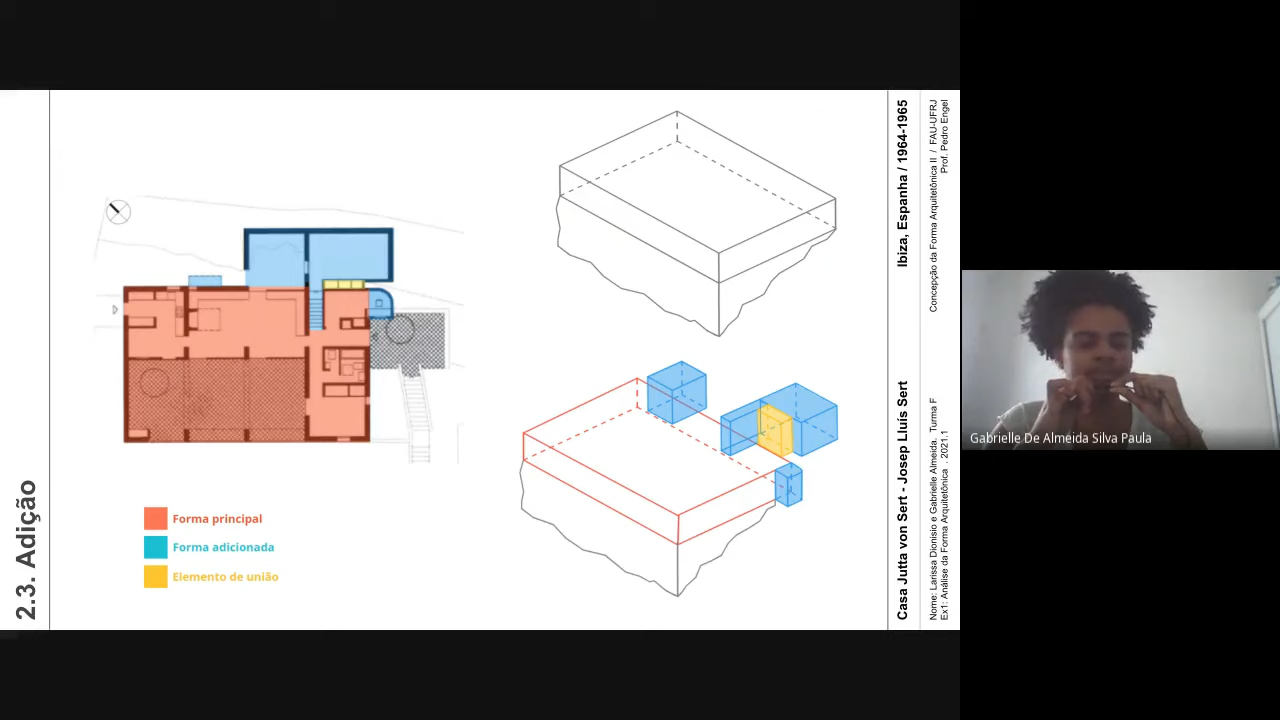 2.3. Adição
Forma principal
Forma adicionada
Elemento de união
Casa Jutta von Sert - Josep Lluís Sert
Ibiza, Espanha / 1964-1965
Nome: Larissa Dionisio e Gabrielle Almeida. Turma F
Ex1: Análise da Forma Arquitetônica . 2021.1
Concepção da Forma Arquitetônica II / FAU-UFRJ
Prof. Pedro Engel
Gabrielle De Almeida Silva Paula